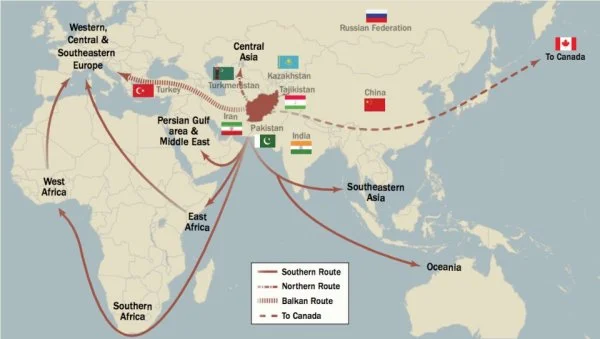 Russian Federation
Western,
Central &
Southeastern
Europe
To Canada
Central
Asia
Kazakhstan
Turkmenistan
Turkey
Tajikistan
China
Iran
Persian Gulf
area &
Middle East
Pakistan
India
West
Africa
East
Africa
Southeastern
Asia
Oceania
Southern
Africa
Southern Route
Northern Route
Balkan Route
To Canada